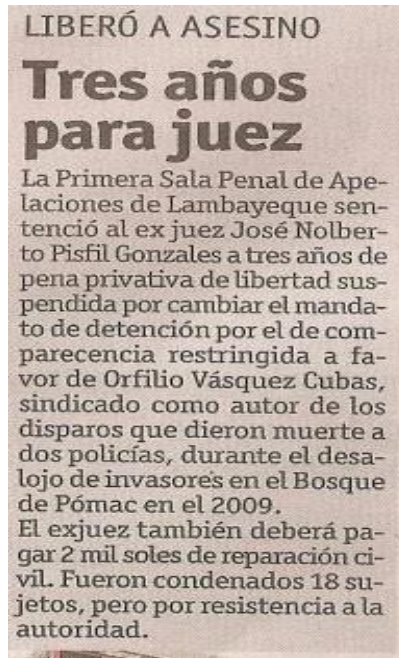 LIBERÓ A ASESINO
Tres años
para juez
La Primera Sala Penal de Ape-
laciones de Lambayeque sen-
tenció al ex juez José Nolber-
to Pisfil Gonzales a tres años de
pena privativa de libertad sus-
pendida por cambiar el manda-
to de detención por el de com-
parecencia restringida a fa-
vor de Orfilio Vásquez Cubas,
sindicado como autor de los
disparos que dieron muerte a
dos policías, durante el desa-
lojo de invasores en el Bosque
de Pómac en el 2009.
El exjuez también deberá pa-
gar 2 mil soles de reparación ci-
vil. Fueron condenados 18 su-
jetos, pero por resistencia a la
autoridad.